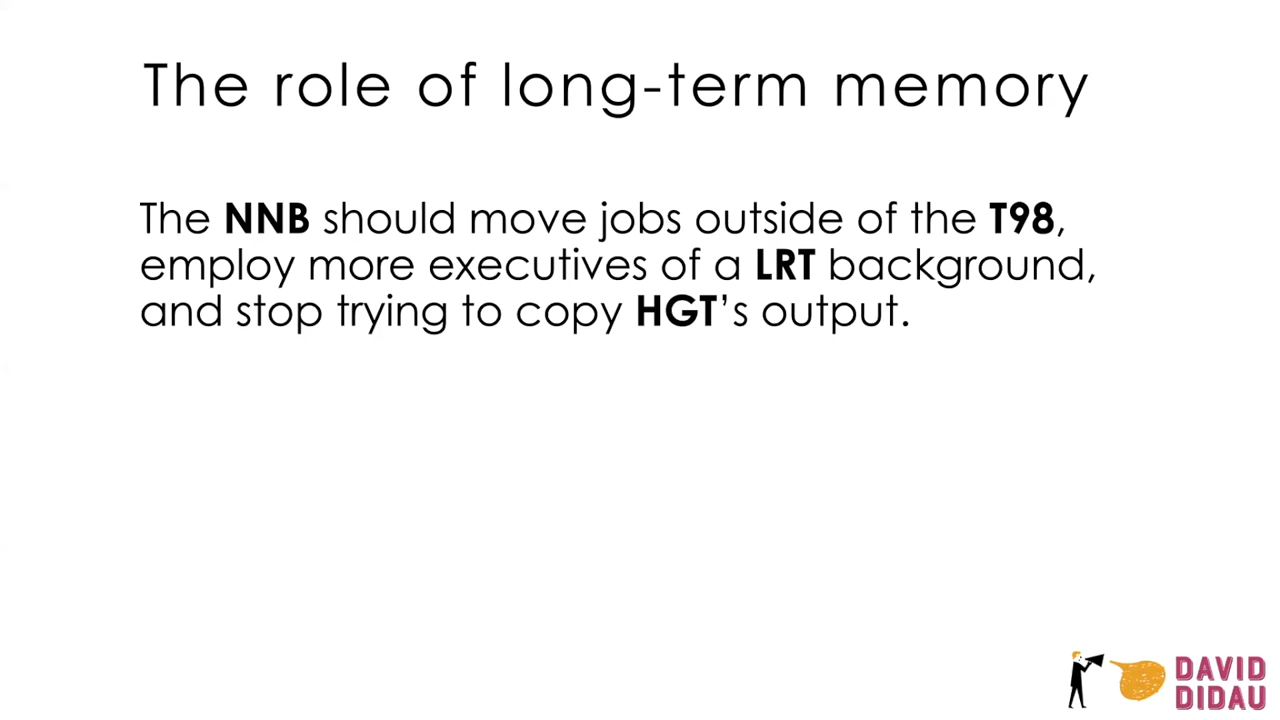 The role of long-term memory
The NNB should move jobs outside of the T98,
employ more executives of a LRT background,
and stop trying to copy HGT’s output.
DAVID
DIDAU